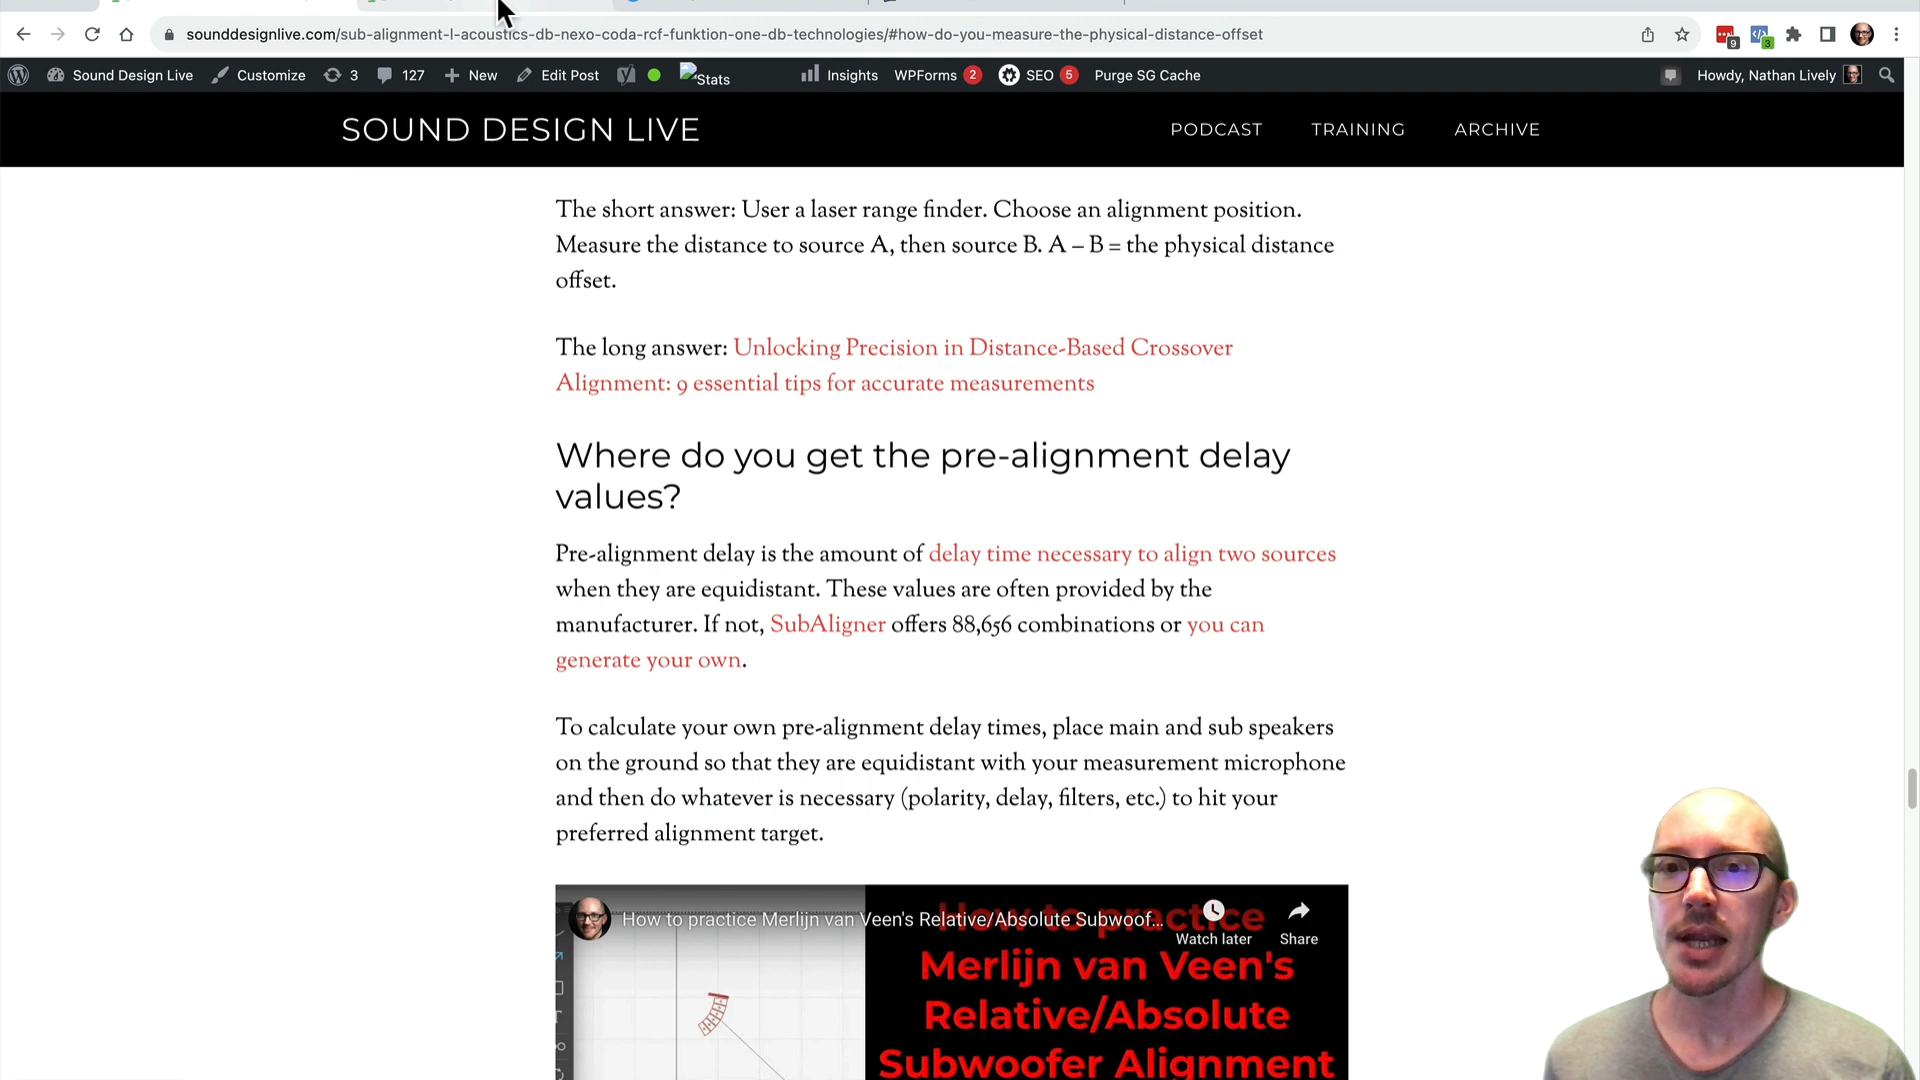 sounddesignlive.com/sub-alignment-l-acoustics-db-nexo-coda-rcf-funktion-one-db-technologies/#how-do-you-measure-the-physical-distance-offset
9
3
Sound Design Live
Customize
3
127
New
Edit Post
Stats
Insights
WPForms 2
SEO 5
Purge SG Cache
Howdy, Nathan Lively
SOUND DESIGN LIVE
PODCAST
TRAINING
ARCHIVE
The short answer: User a laser range finder. Choose an alignment position.
Measure the distance to source A, then source B. A – B = the physical distance
offset.
The long answer: Unlocking Precision in Distance-Based Crossover
Alignment: 9 essential tips for accurate measurements
Where do you get the pre-alignment delay
values?
Pre-alignment delay is the amount of delay time necessary to align two sources
when they are equidistant. These values are often provided by the
manufacturer. If not, SubAligner offers 88,656 combinations or you can
generate your own.
To calculate your own pre-alignment delay times, place main and sub speakers
on the ground so that they are equidistant with your measurement microphone
and then do whatever is necessary (polarity, delay, filters, etc.) to hit your
preferred alignment target.
How to practice Merlijn van Veen's Relative/Absolute Subwoof...
Watch later
Share
How to practice
Merlijn van Veen's
Relative/Absolute
Subwoofer Alignment